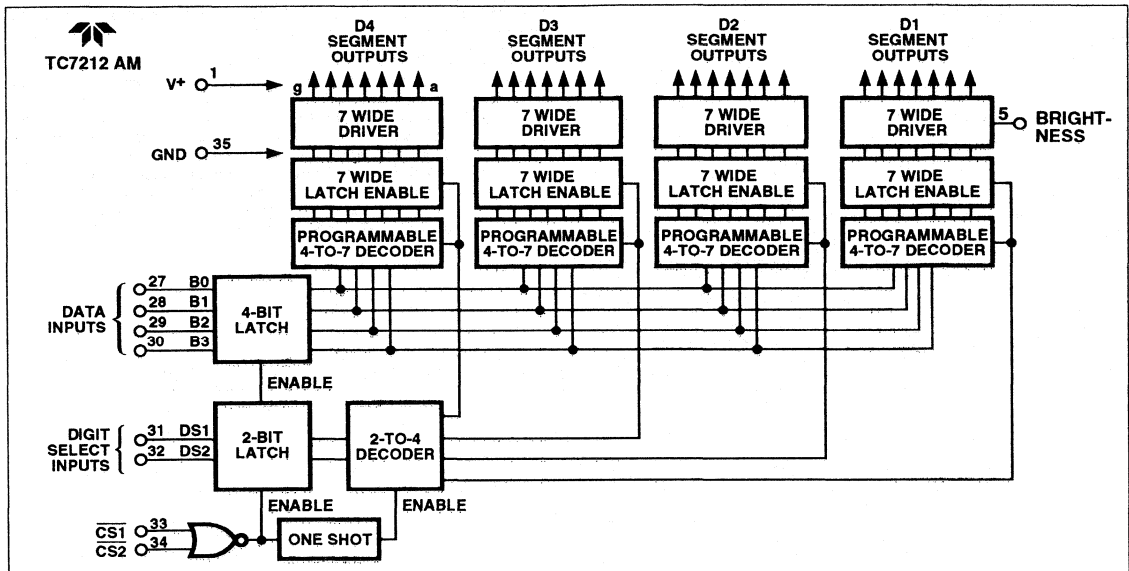 TC7212 AM
D4
SEGMENT
OUTPUTS
D3
SEGMENT
OUTPUTS
D2
SEGMENT
OUTPUTS
D1
SEGMENT
OUTPUTS
V+ 1
g a
7 WIDE
DRIVER
7 WIDE
DRIVER
7 WIDE
DRIVER
7 WIDE
DRIVER
5 BRIGHT-
NESS
GND 35
7 WIDE
LATCH ENABLE
7 WIDE
LATCH ENABLE
7 WIDE
LATCH ENABLE
7 WIDE
LATCH ENABLE
PROGRAMMABLE
4-TO-7 DECODER
PROGRAMMABLE
4-TO-7 DECODER
PROGRAMMABLE
4-TO-7 DECODER
PROGRAMMABLE
4-TO-7 DECODER
DATA
INPUTS
27 B0
28 B1
29 B2
30 B3
4-BIT
LATCH
ENABLE
DIGIT
SELECT
INPUTS
31 DS1
32 DS2
2-BIT
LATCH
2-TO-4
DECODER
ENABLE
ENABLE
CS1 33
CS2 34
ONE SHOT